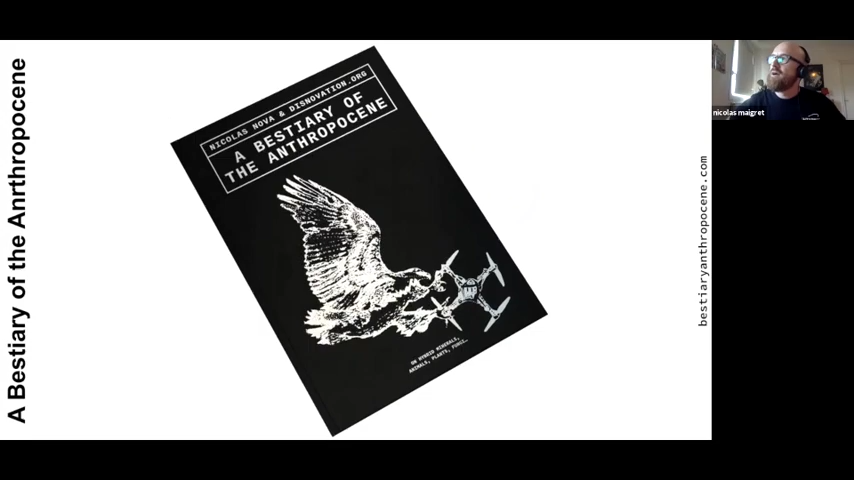 A Bestiary of the Anrthropocene
NICOLAS NOVA & DISNOVATION.ORG
A BESTIARY OF
THE ANTHROPOCENE
ON HYBRID MINERALS,
ANIMALS, PLANTS, FUNGI…
bestiaryanthropocene.com
nicolas maigret